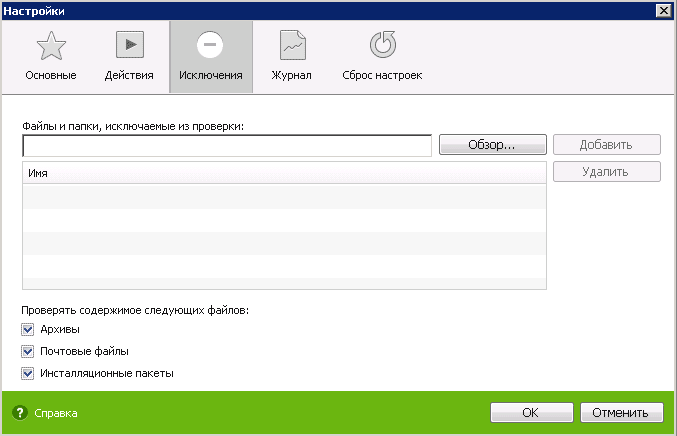 Настройки
Основные
Действия
Исключения
Журнал
Сброс настроек
Файлы и папки, исключаемые из проверки:
Обзор...
Добавить
Имя
Удалить
Проверять содержимое следующих файлов:
Архивы
Почтовые файлы
Инсталляционные пакеты
? Справка
OK
Отменить